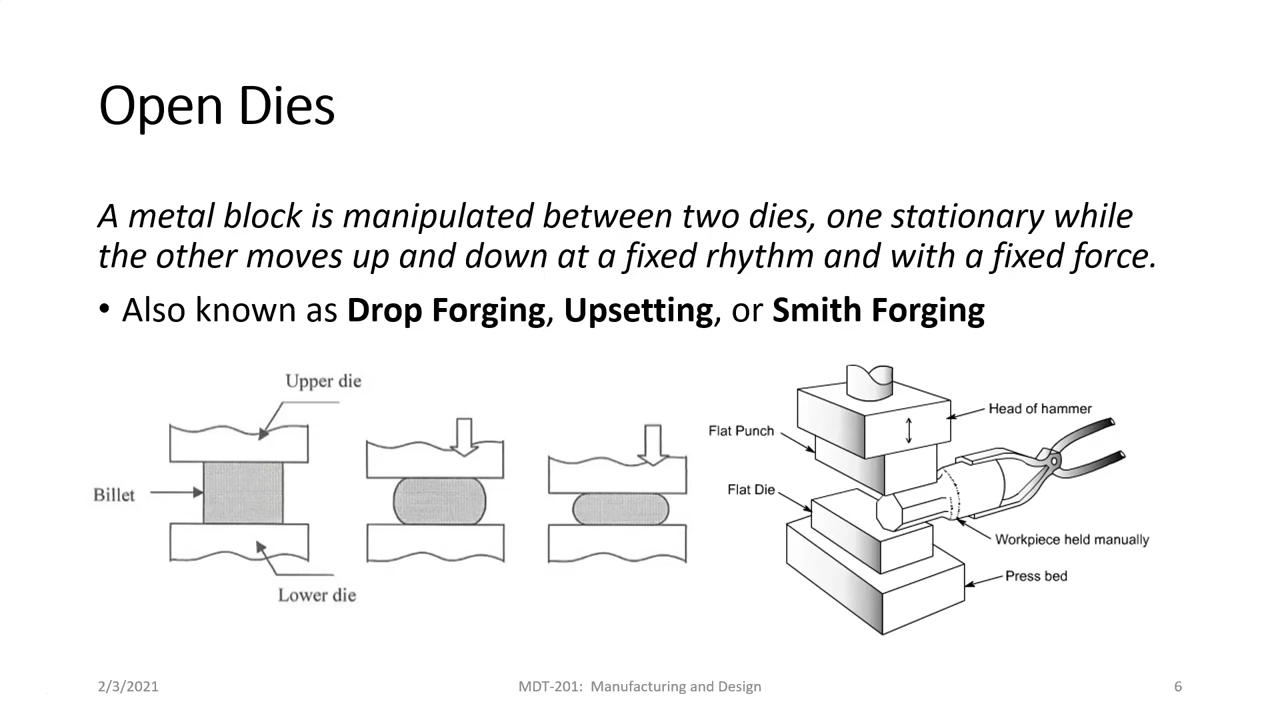 Open Dies
A metal block is manipulated between two dies, one stationary while
the other moves up and down at a fixed rhythm and with a fixed force.
• Also known as Drop Forging, Upsetting, or Smith Forging
Upper die
Billet
Lower die
Head of hammer
Flat Punch
Flat Die
Workpiece held manually
Press bed
2/3/2021
MDT-201:  Manufacturing and Design
6